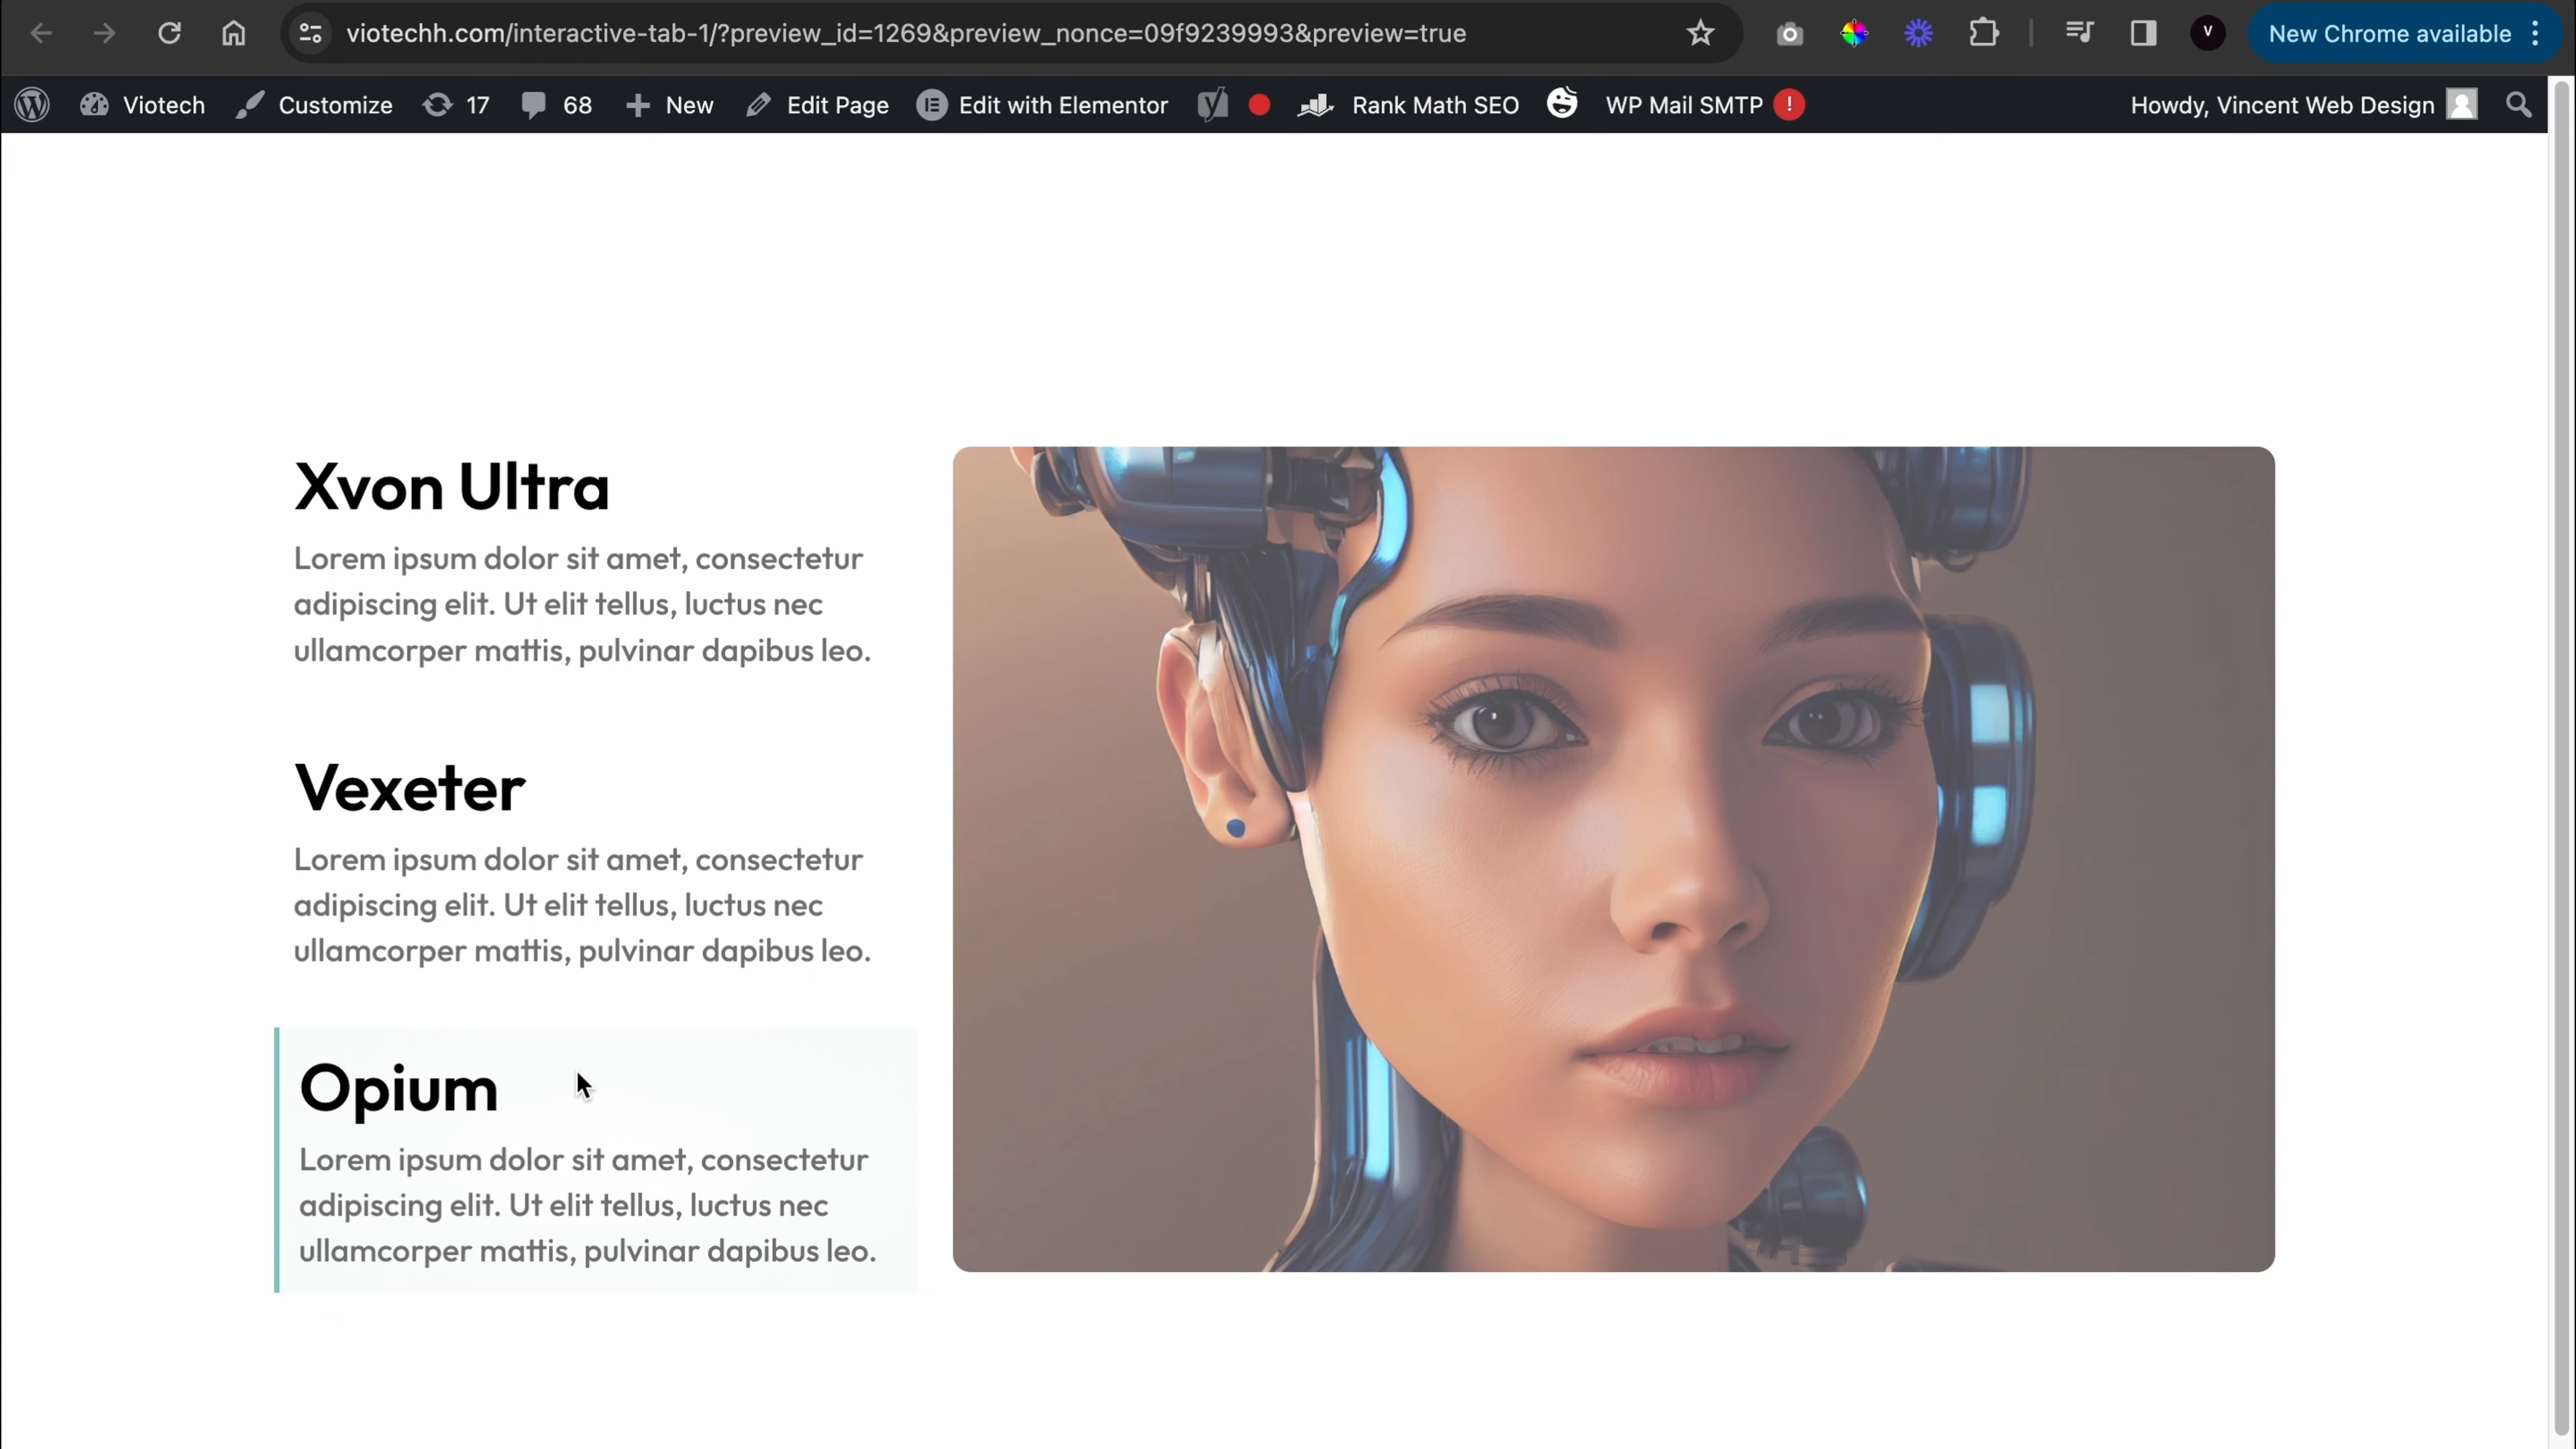 viotechh.com/interactive-tab-1/?preview_id=1269&preview_nonce=09f9239993&preview=true
V
New Chrome available
Viotech
Customize
17
68
New
Edit Page
Edit with Elementor
Rank Math SEO
WP Mail SMTP
!
Howdy, Vincent Web Design
Xvon Ultra
Lorem ipsum dolor sit amet, consectetur
adipiscing elit. Ut elit tellus, luctus nec
ullamcorper mattis, pulvinar dapibus leo.
Vexeter
Lorem ipsum dolor sit amet, consectetur
adipiscing elit. Ut elit tellus, luctus nec
ullamcorper mattis, pulvinar dapibus leo.
Opium
Lorem ipsum dolor sit amet, consectetur
adipiscing elit. Ut elit tellus, luctus nec
ullamcorper mattis, pulvinar dapibus leo.